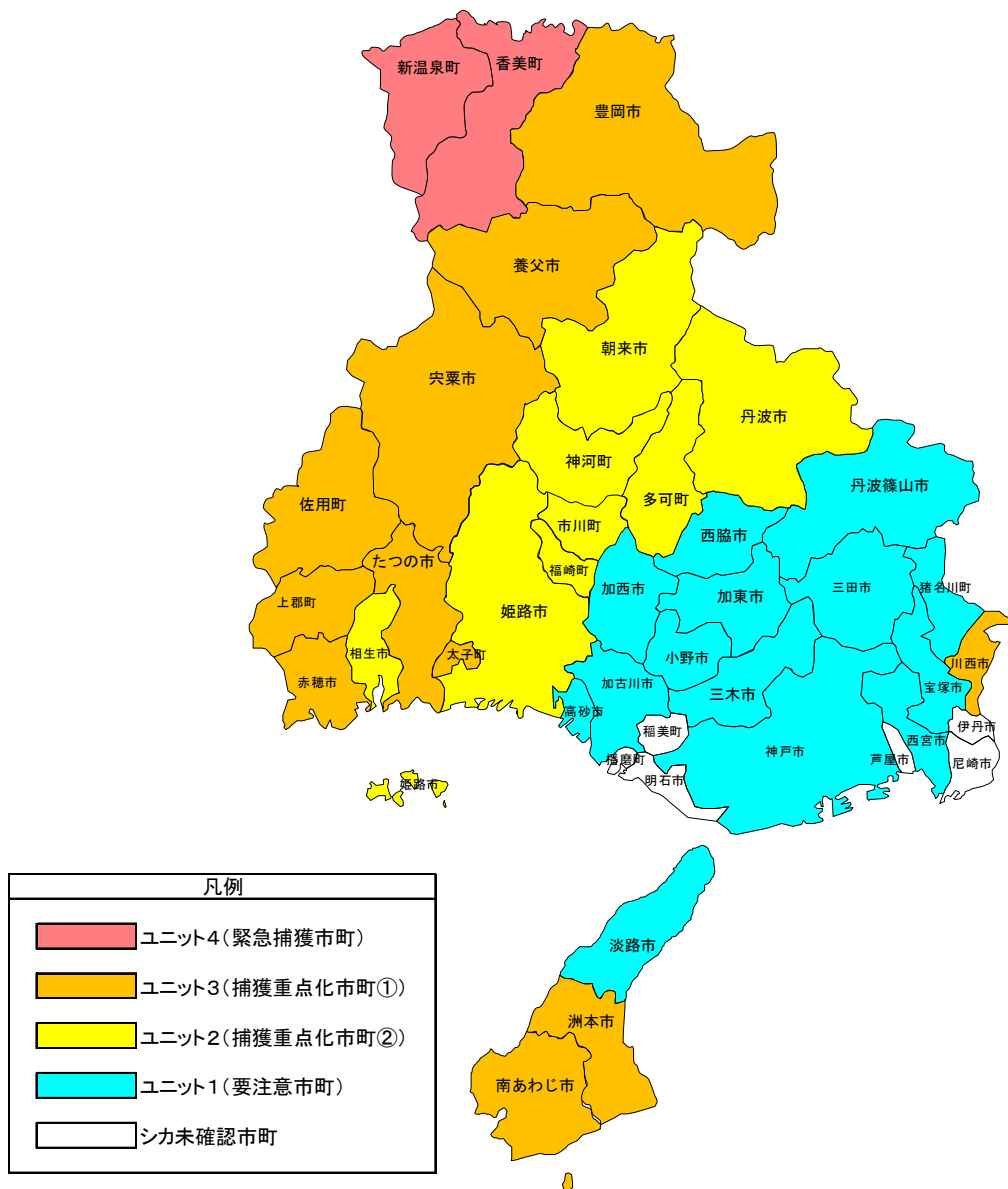 新温泉町
香美町
豊岡市
養父市
朝来市
宍粟市
丹波市
神河町
丹波篠山市
多可町
佐用町
市川町
西脇市
たつの市
福崎町
加西市
加東市
三田市
猪名川町
上郡町
姫路市
相生市
太子町
小野市
川西市
赤穂市
加古川市
三木市
宝塚市
高砂市
稲美町
伊丹市
神戸市
西宮市
播磨町
芦屋市
尼崎市
明石市
姫路市
凡例
ユニット4(緊急捕獲市町)
ユニット3(捕獲重点化市町①)
ユニット2(捕獲重点化市町②)
ユニット1(要注意市町)
シカ未確認市町
淡路市
洲本市
南あわじ市